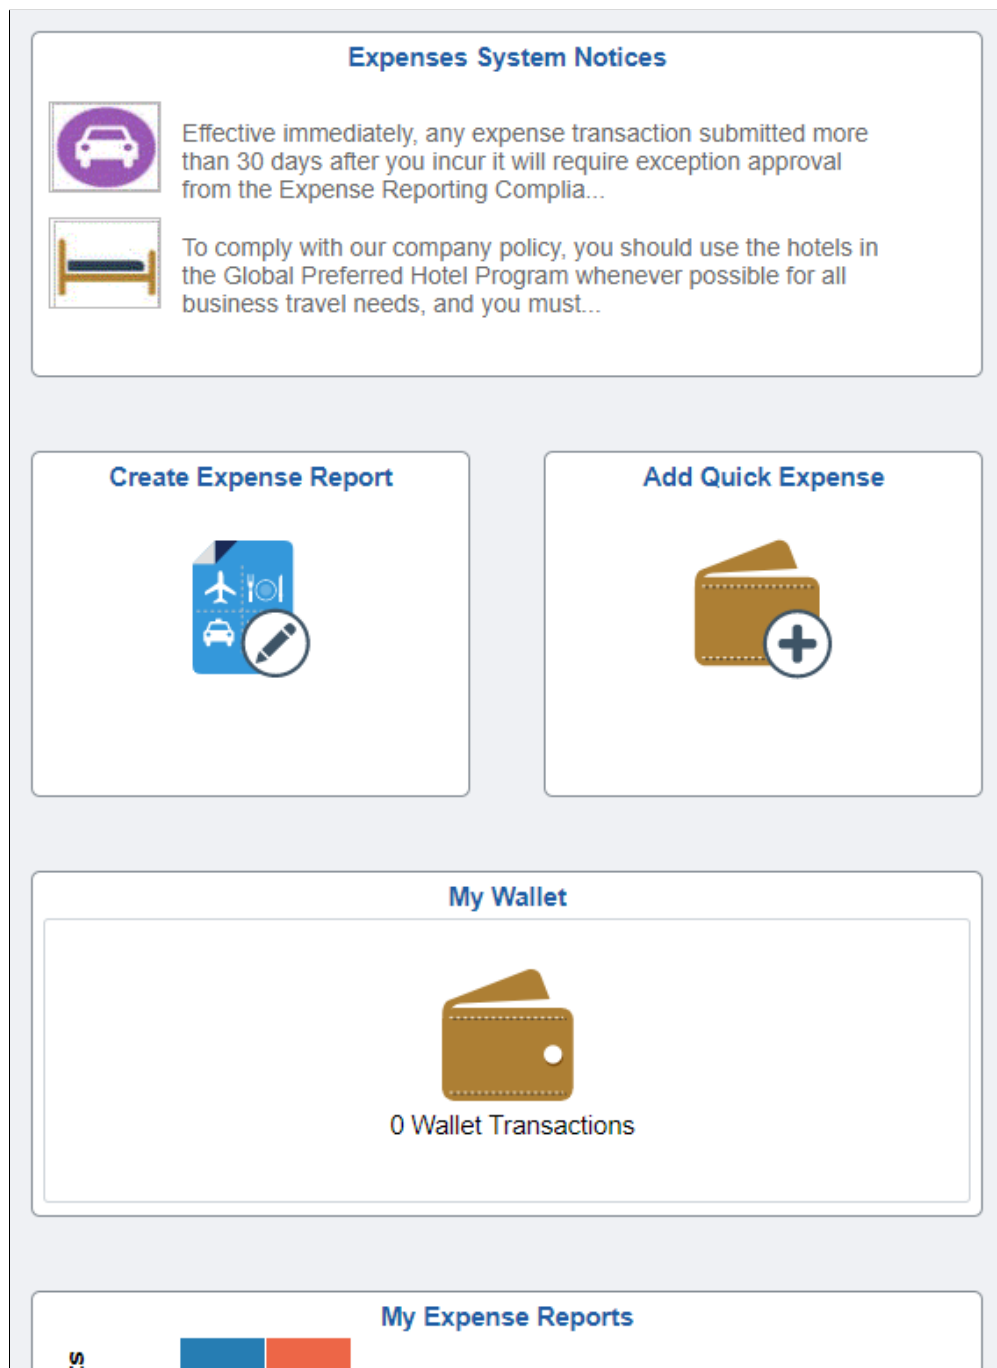 Expenses System Notices
Effective immediately, any expense transaction submitted more
than 30 days after you incur it will require exception approval
from the Expense Reporting Complia...
To comply with our company policy, you should use the hotels in
the Global Preferred Hotel Program whenever possible for all
business travel needs, and you must...
Create Expense Report
Add Quick Expense
My Wallet
0 Wallet Transactions
My Expense Reports